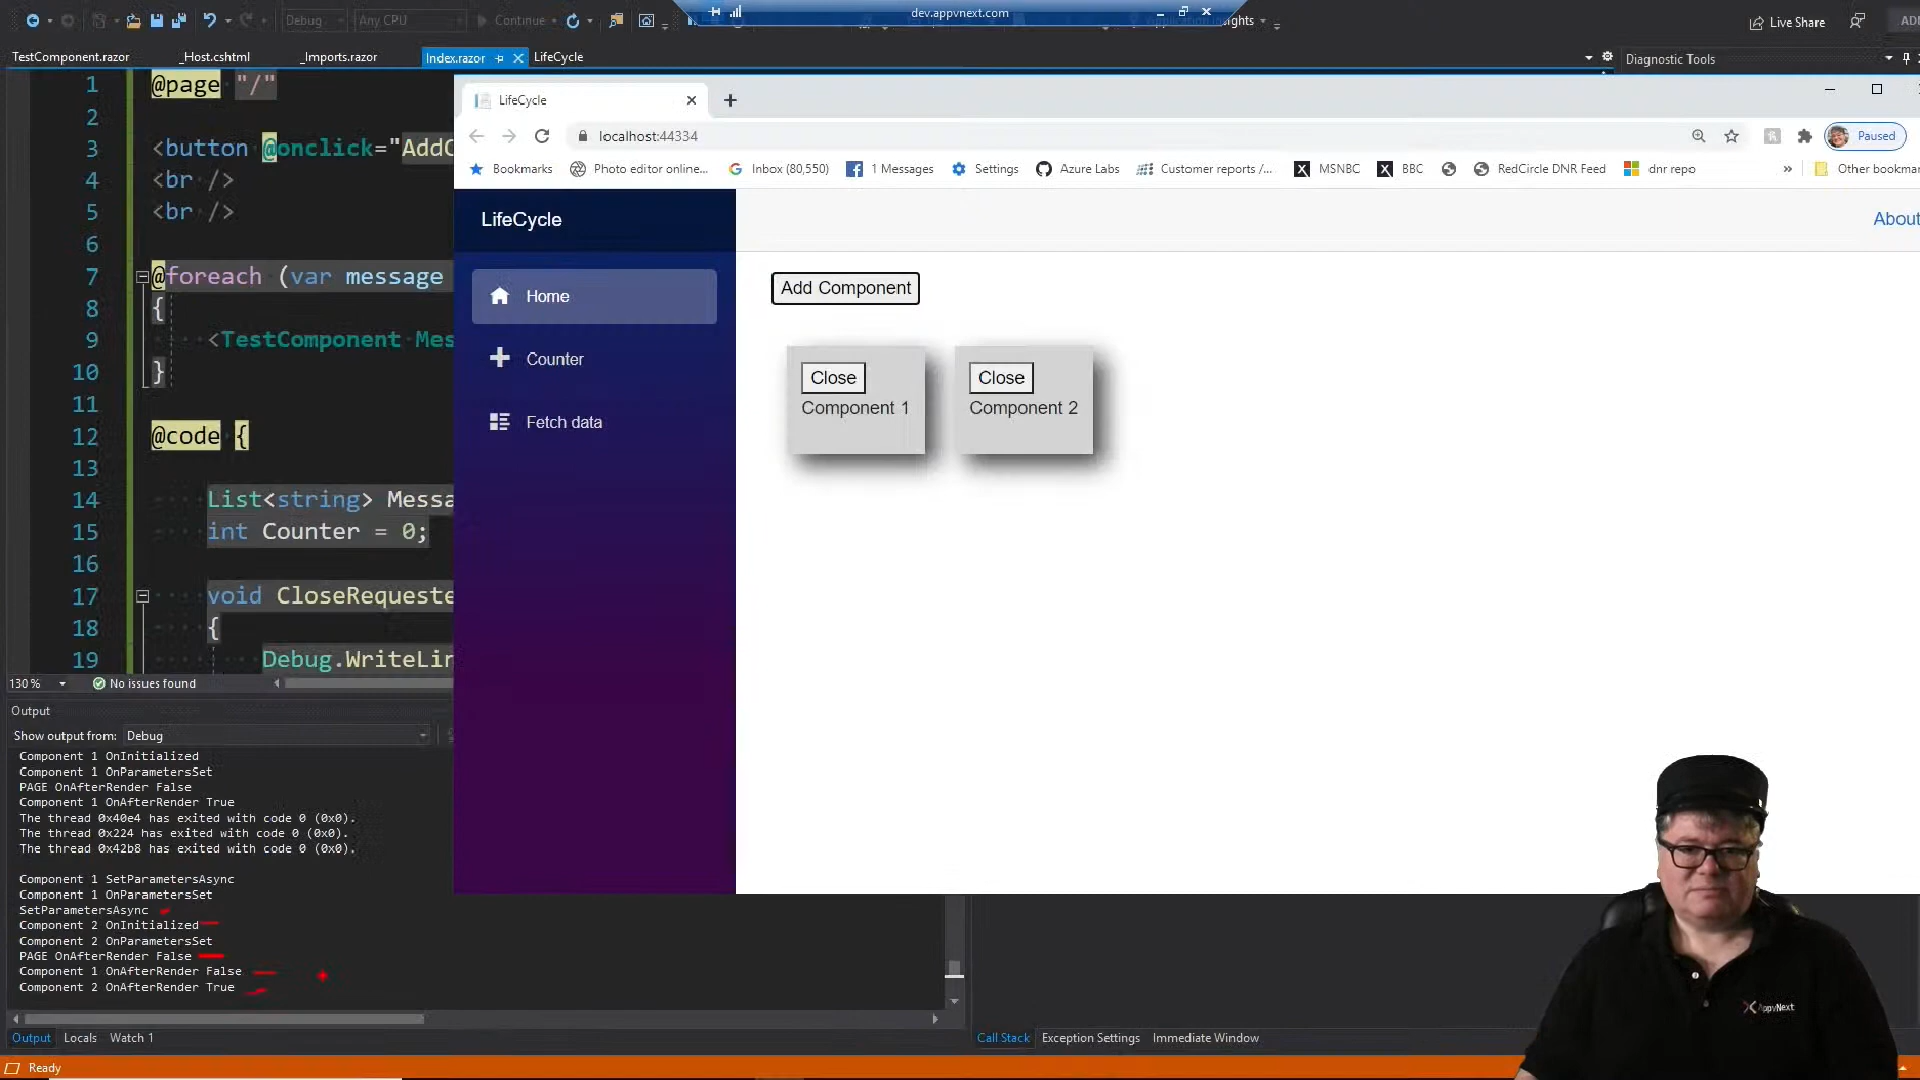 Debug
Any CPU
Continue
dev.appvnext.com
Live Share
TestComponent.razor
_Host.cshtml
_Imports.razor
Index.razor
LifeCycle
Diagnostic Tools
1 @page "/"
2
3 <button @onclick="AddC
4 <br />
5 <br />
6
7 @foreach (var message
8 {
9 <TestComponent Mes
10 }
11
12 @code {
13
14 List<string> Messa
15 int Counter = 0;
16
17 void CloseRequeste
18 {
19 Debug.WriteLin
130 %
No issues found
LifeCycle
localhost:44334
Paused
Bookmarks
Photo editor online...
Inbox (80,550)
1 Messages
Settings
Azure Labs
Customer reports /...
MSNBC
BBC
RedCircle DNR Feed
dnr repo
»
Other bookmar
LifeCycle
About
Home
Counter
Fetch data
Add Component
Close
Component 1
Close
Component 2
Output
Show output from: Debug
Component 1 OnInitialized
Component 1 OnParametersSet
PAGE OnAfterRender False
Component 1 OnAfterRender True
The thread 0x40e4 has exited with code 0 (0x0).
The thread 0x224 has exited with code 0 (0x0).
The thread 0x42b8 has exited with code 0 (0x0).
Component 1 SetParametersAsync
Component 1 OnParametersSet
SetParametersAsync
Component 2 OnInitialized
Component 2 OnParametersSet
PAGE OnAfterRender False
Component 1 OnAfterRender False
Component 2 OnAfterRender True
Output
Locals
Watch 1
Call Stack
Exception Settings
Immediate Window
AppvNext
Ready